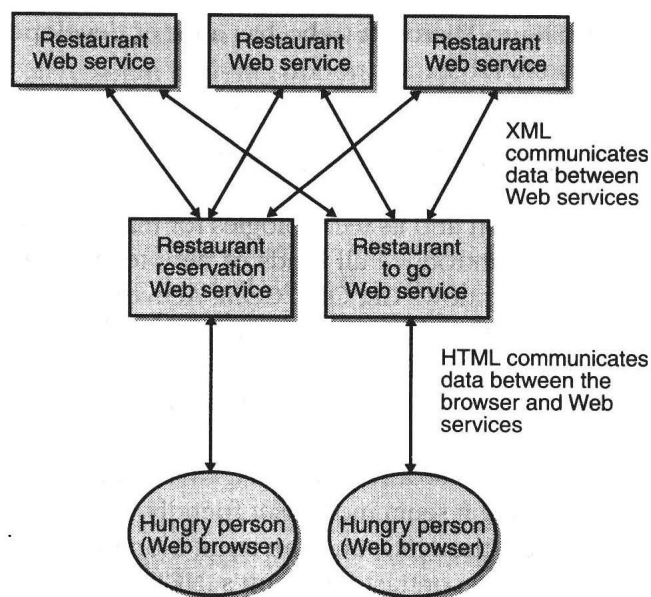 Restaurant
Web service
Restaurant
Web service
Restaurant
Web service
XML
communicates
data between
Web services
Restaurant
reservation
Web service
Restaurant
to go
Web service
HTML communicates
data between the
browser and Web
services
Hungry person
(Web browser)
Hungry person
(Web browser)